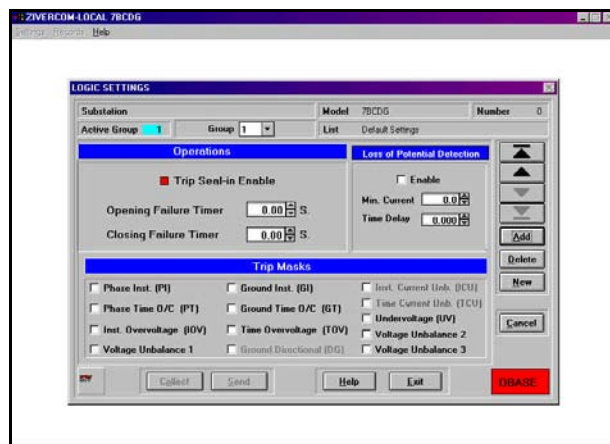 ZIVERCOM-LOCAL 7BCDG
Settings Records Help
LOGIC SETTINGS
Substation Model 7BCDG Number 0
Active Group 1 Group 1 List Default Settings
Operations
Trip Seal-in Enable
Opening Failure Timer 0.00 S.
Closing Failure Timer 0.00 S.
Loss of Potential Detection
Enable
Min. Current 0.0
Time Delay 0.000
Trip Masks
Phase Inst. (PI) Ground Inst. (GI) Inst. Current Unb. (ICU)
Phase Time O/C (PT) Ground Time O/C (GT) Time Current Unb. (TCU)
Inst. Overvoltage (IOV) Time Overvoltage (TOV) Undervoltage (UV)
Voltage Unbalance 1 Ground Directional (DG) Voltage Unbalance 2
Voltage Unbalance 3
Add
Delete
New
Cancel
Collect Send Help Exit DBASE